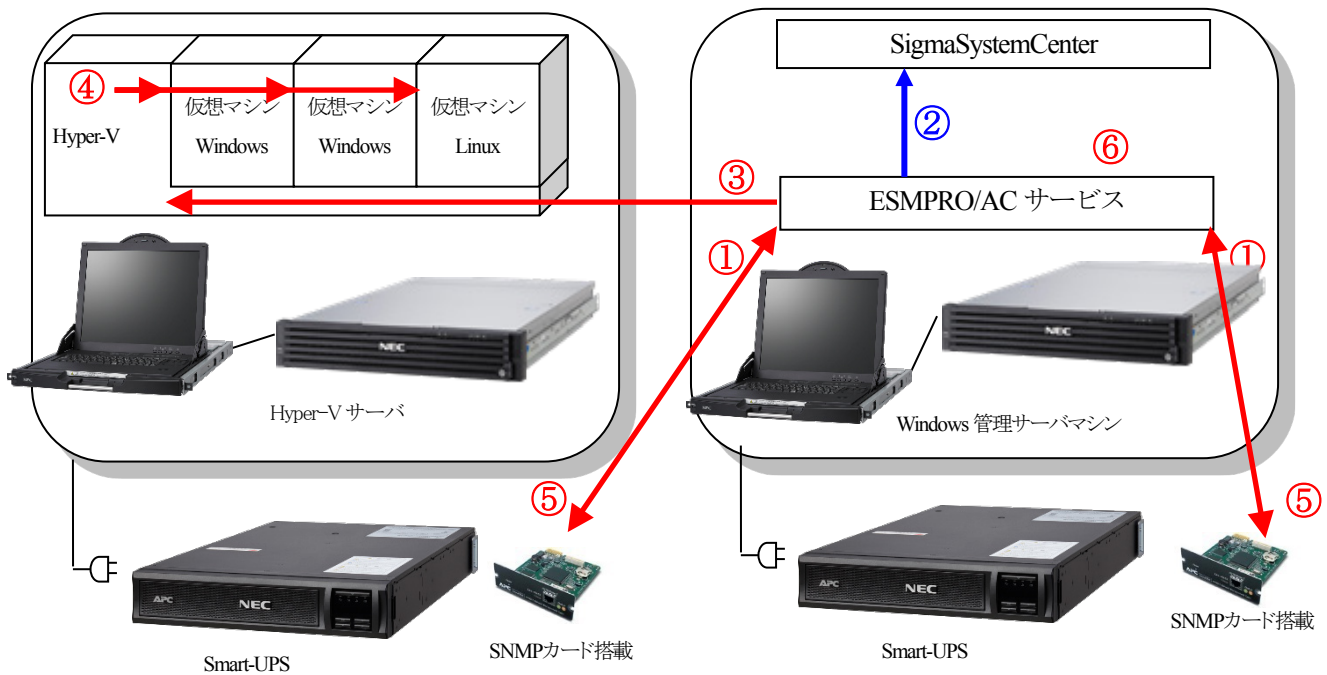 SigmaSystemCenter
④
仮想マシン
Windows
仮想マシン
Windows
仮想マシン
Linux
Hyper-V
②
⑥
③
ESMPRO/AC サービス
①
①
NEC
NEC
Hyper-V サーバ
Windows 管理サーバマシン
⑤
⑤
APC
NEC
APC
NEC
SNMPカード搭載
SNMPカード搭載
Smart-UPS
Smart-UPS